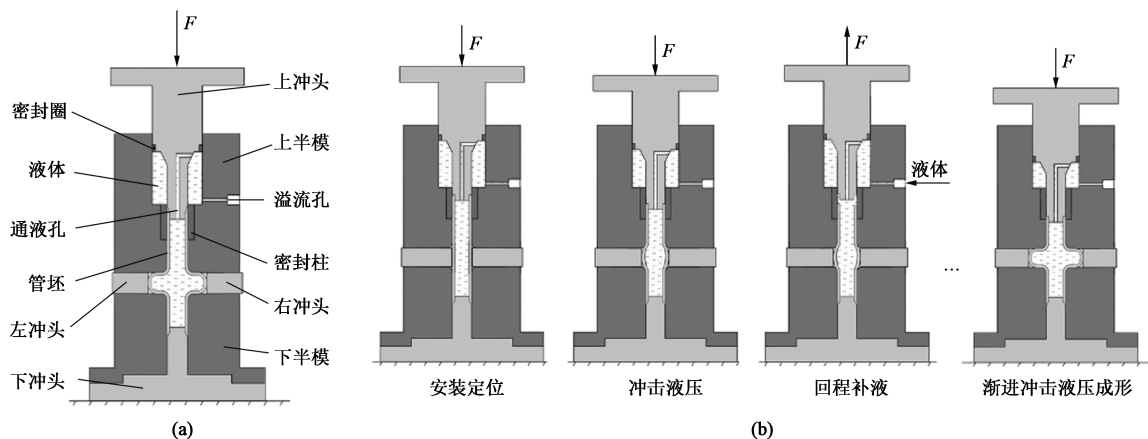 F
上冲头
密封圈
上半模
液体
溢流孔
通液孔
密封柱
管坯
右冲头
左冲头
下半模
下冲头
(a)
F
F
F
F
液体
...
安装定位
冲击液压
回程补液
渐进冲击液压成形
(b)